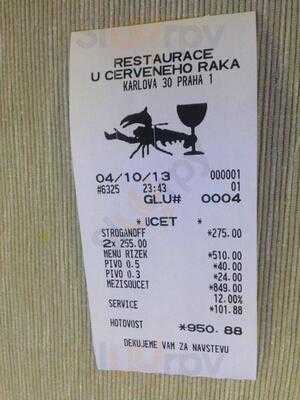 RESTAURACE
U CERVENEHO RAKA
KARLOVA 30 PRAHA 1
04/10/13 000001
#6325 23:43 01
GLU# 0004
* UCET *
STROGANOFF *275.00
2x 255.00
MENU RIZEK *510.00
PIVO 0.5 *40.00
PIVO 0.3 *24.00
MEZISOUCET *849.00
12.00%
SERVICE *101.88
HOTOVOST *950.88
DEKUJEME VAM ZA NAVSTEVU